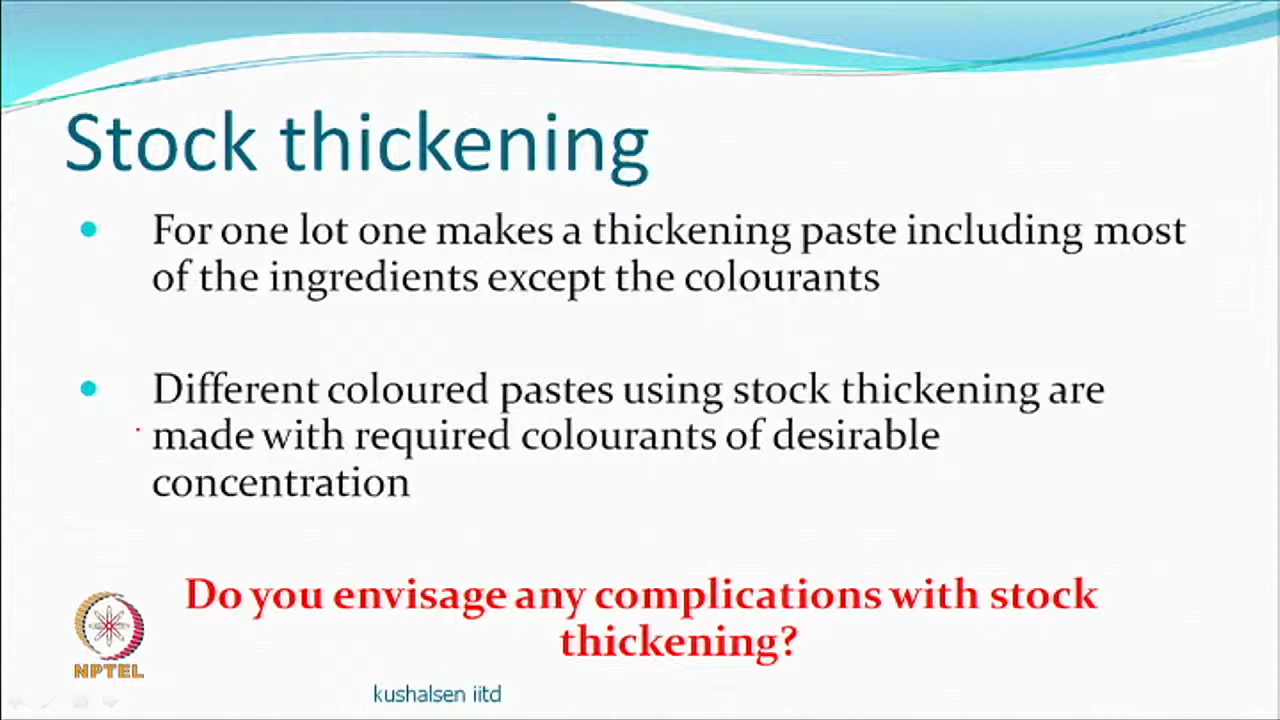 Stock thickening
For one lot one makes a thickening paste including most
of the ingredients except the colourants
Different coloured pastes using stock thickening are
made with required colourants of desirable
concentration
Do you envisage any complications with stock
thickening?
NPTEL
kushalsen iitd